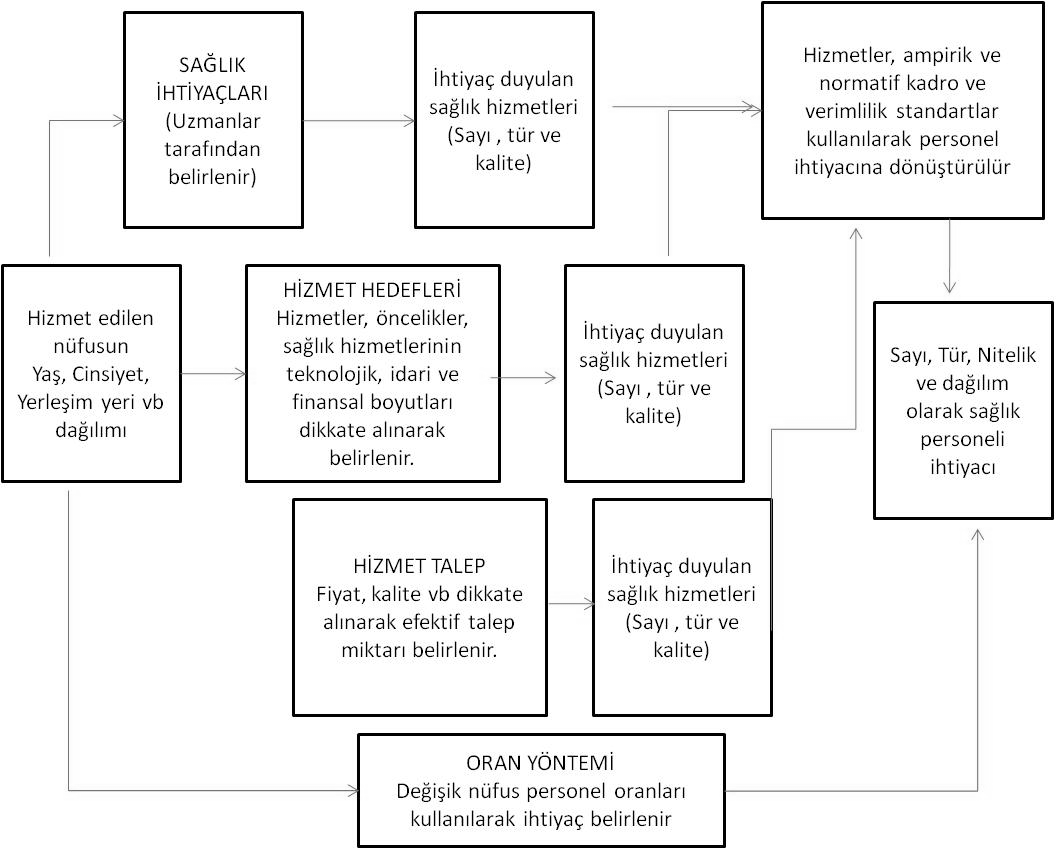 SAĞLIK
İHTİYAÇLARI
(Uzmanlar
tarafından
belirlenir)
İhtiyaç duyulan
sağlık hizmetleri
(Sayı , tür ve
kalite)
Hizmetler, ampirik ve
normatif kadro ve
verimlilik standartlar
kullanılarak personel
ihtiyacına dönüştürülür
Hizmet edilen
nüfusun
Yaş, Cinsiyet,
Yerleşim yeri vb
dağılımı
HİZMET HEDEFLERİ
Hizmetler, öncelikler,
sağlık hizmetlerinin
teknolojik, idari ve
finansal boyutları
dikkate alınarak
belirlenir.
İhtiyaç duyulan
sağlık hizmetleri
(Sayı , tür ve
kalite)
Sayı, Tür, Nitelik
ve dağılım
olarak sağlık
personeli
ihtiyacı
HİZMET TALEP
Fiyat, kalite vb dikkate
alınarak efektif talep
miktarı belirlenir.
İhtiyaç duyulan
sağlık hizmetleri
(Sayı , tür ve
kalite)
ORAN YÖNTEMİ
Değişik nüfus personel oranları
kullanılarak ihtiyaç belirlenir